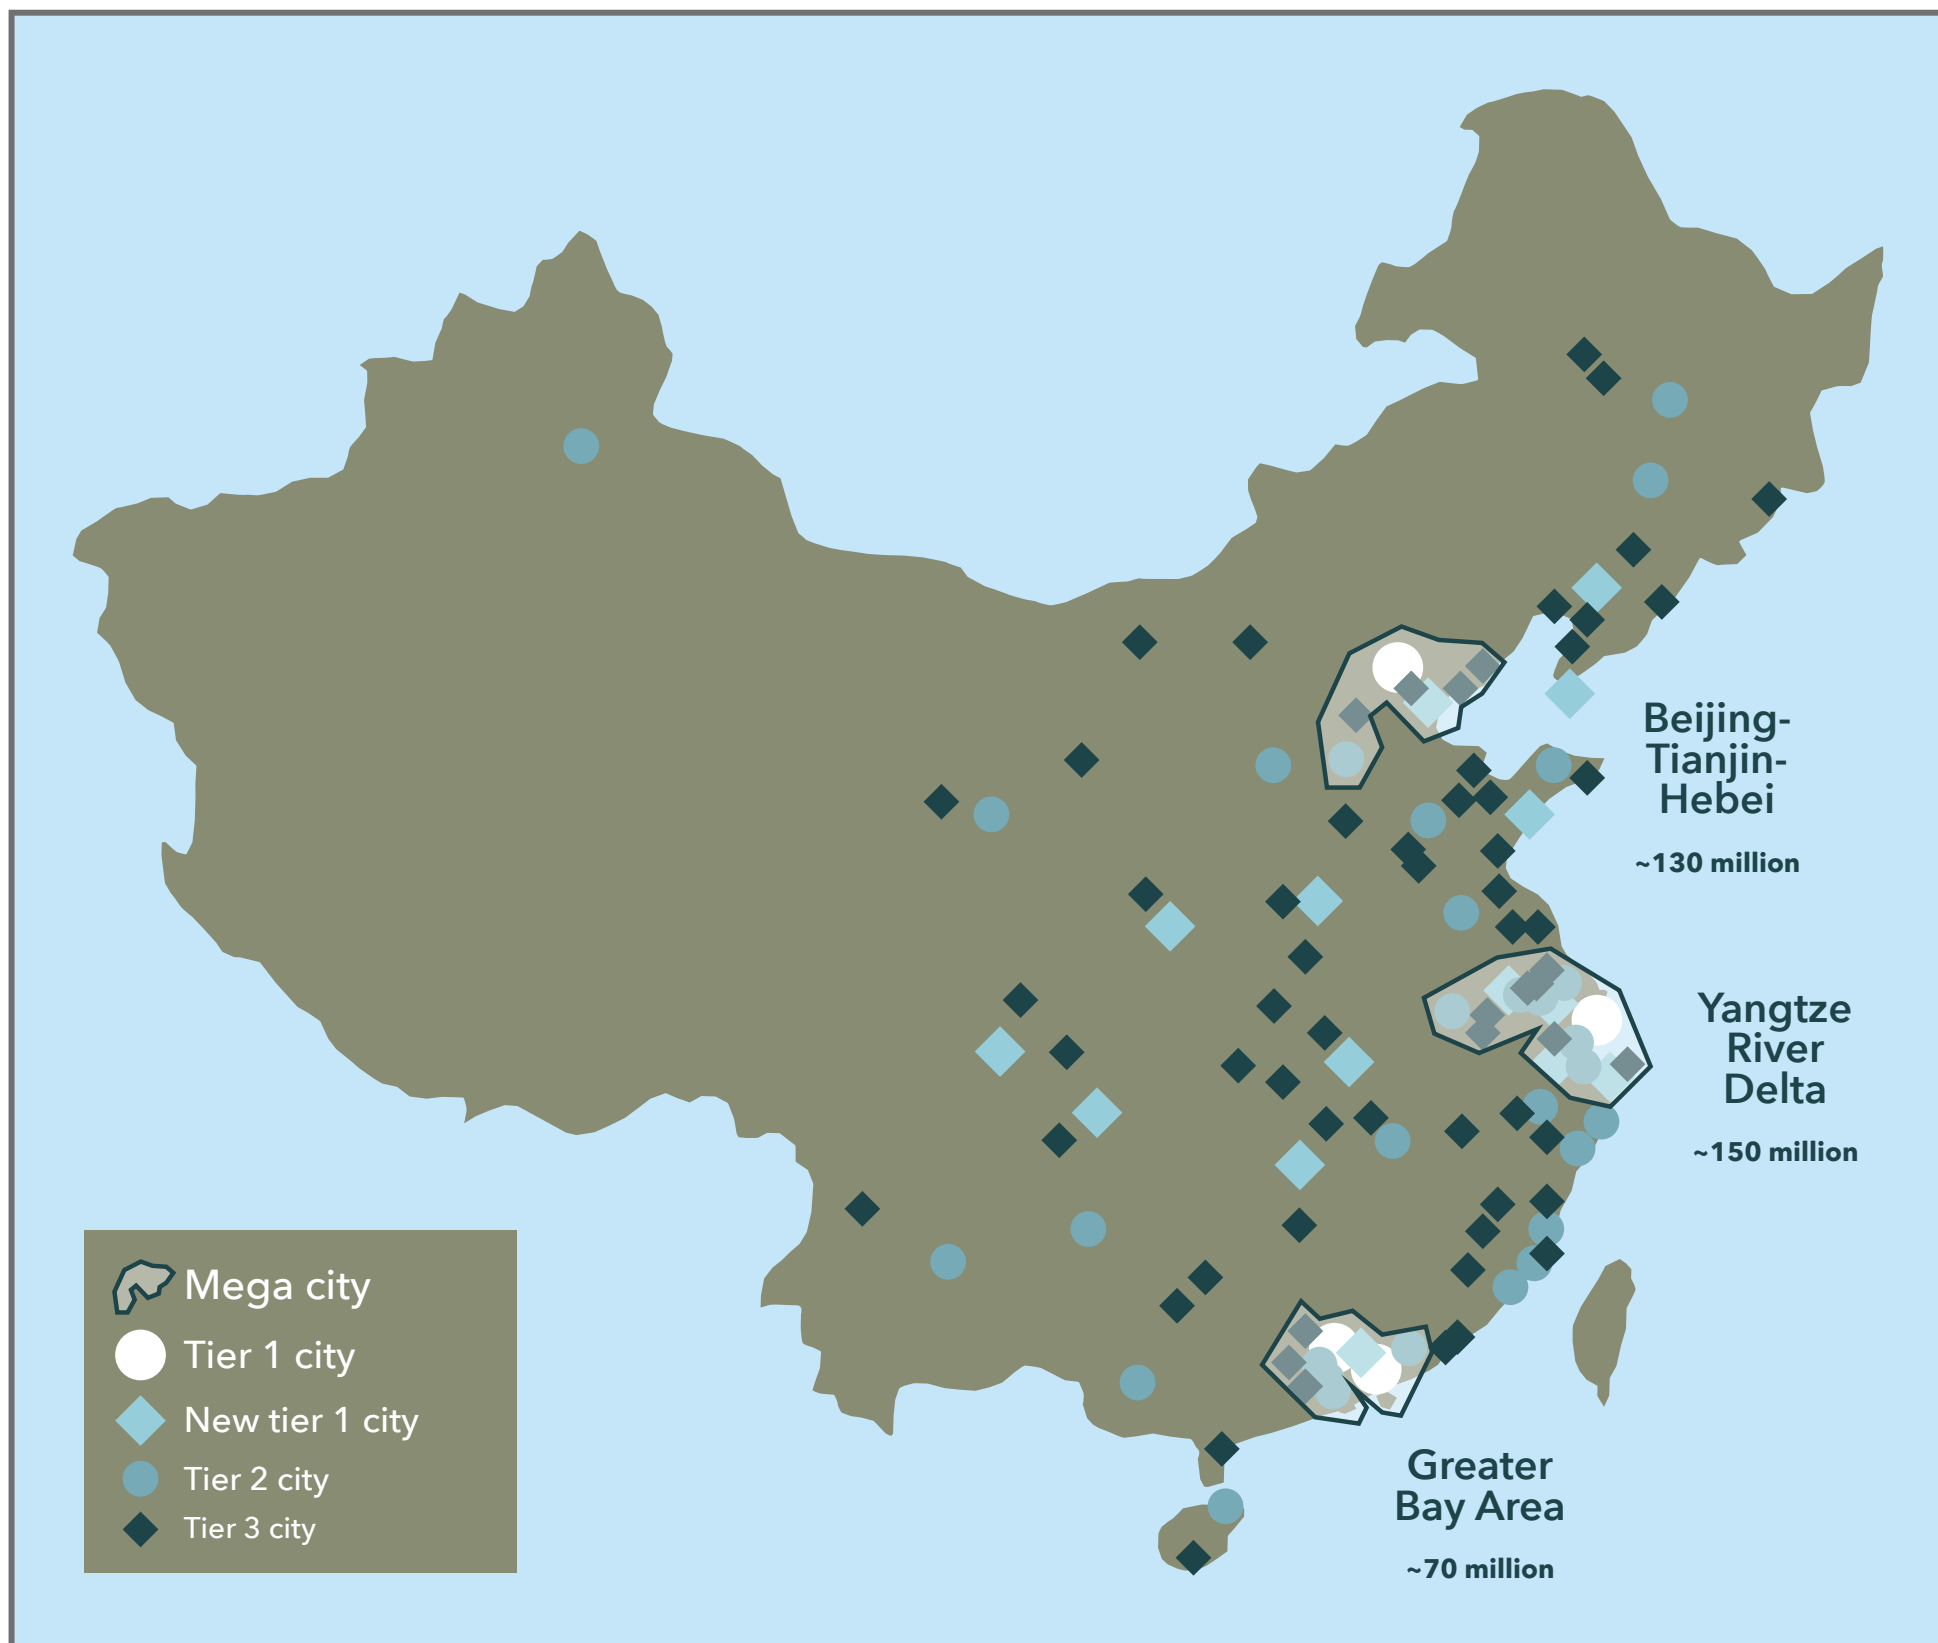 Beijing-
Tianjin-
Hebei
~130 million
Yangtze
River
Delta
~150 million
Greater
Bay Area
~70 million
Mega city
Tier 1 city
New tier 1 city
Tier 2 city
Tier 3 city